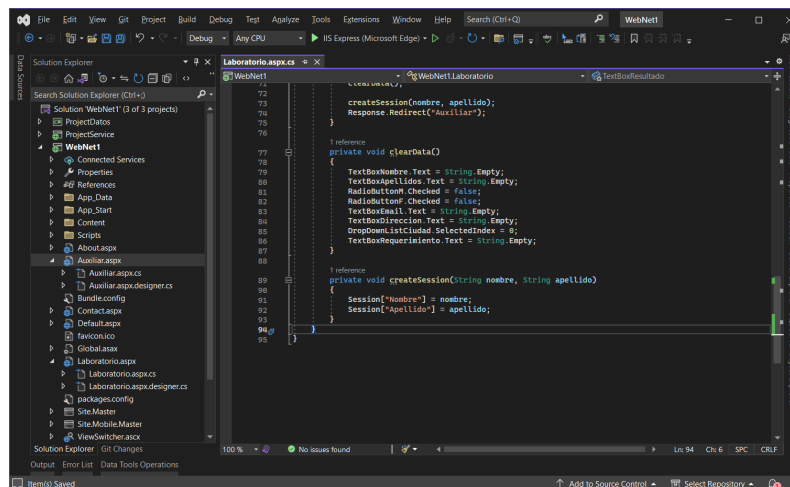 File Edit View Git Project Build Debug Test Analyze Tools Extensions Window Help Search (Ctrl+Q) WebNet1
Debug Any CPU IIS Express (Microsoft Edge)
Data Sources
Solution Explorer
Search Solution Explorer (Ctrl+;)
Solution 'WebNet1' (3 of 3 projects)
ProjectDatos
ProjectService
WebNet1
Connected Services
Properties
References
App_Data
App_Start
Content
Scripts
About.aspx
Auxiliar.aspx
Auxiliar.aspx.cs
Auxiliar.aspx.designer.cs
Bundle.config
Contact.aspx
Default.aspx
favicon.ico
Global.asax
Laboratorio.aspx
Laboratorio.aspx.cs
Laboratorio.aspx.designer.cs
packages.config
Site.Master
Site.Mobile.Master
ViewSwitcher.ascx
Solution Explorer Git Changes
Laboratorio.aspx.cs
WebNet1 WebNet1.Laboratorio TextBoxResultado
71 clearData();
72
73 createSession(nombre, apellido);
74 Response.Redirect("Auxiliar");
75 }
76
1 reference
77 private void clearData()
78 {
79 TextBoxNombre.Text = String.Empty;
80 TextBoxApellidos.Text = String.Empty;
81 RadioButtonM.Checked = false;
82 RadioButtonF.Checked = false;
83 TextBoxEmail.Text = String.Empty;
84 TextBoxDireccion.Text = String.Empty;
85 DropDownListCiudad.SelectedIndex = 0;
86 TextBoxRequerimiento.Text = String.Empty;
87 }
88
1 reference
89 private void createSession(String nombre, String apellido)
90 {
91 Session["Nombre"] = nombre;
92 Session["Apellido"] = apellido;
93 }
94 }
95 }
100 % No issues found Ln: 94 Ch: 6 SPC CRLF
Output Error List Data Tools Operations
Item(s) Saved Add to Source Control Select Repository